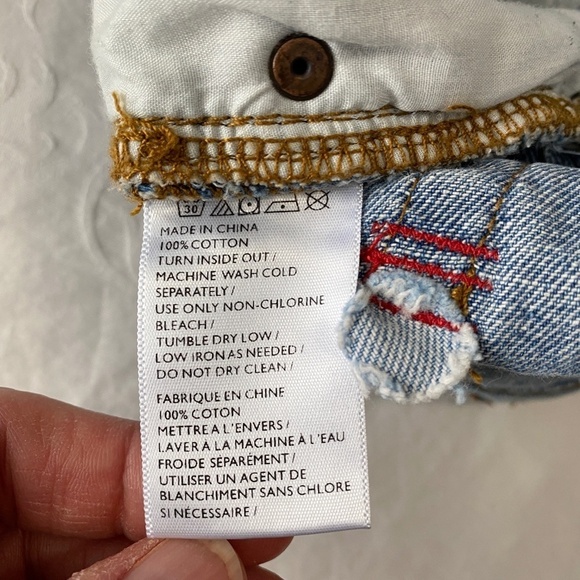 30
MADE IN CHINA
100% COTTON
TURN INSIDE OUT /
MACHINE WASH COLD
SEPARATELY /
USE ONLY NON-CHLORINE
BLEACH /
TUMBLE DRY LOW /
LOW IRON AS NEEDED /
DO NOT DRY CLEAN /
FABRIQUE EN CHINE
100% COTON
METTRE A L'ENVERS /
LAVER À LA MACHINE À L'EAU
FROIDE SÉPARÉMENT /
UTILISER UN AGENT DE
BLANCHIMENT SANS CHLORE
SI NÉCESSAIRE /